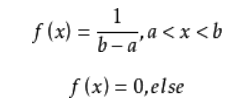 f(x) = 1/(b−a), a < x < b
f(x) = 0, else